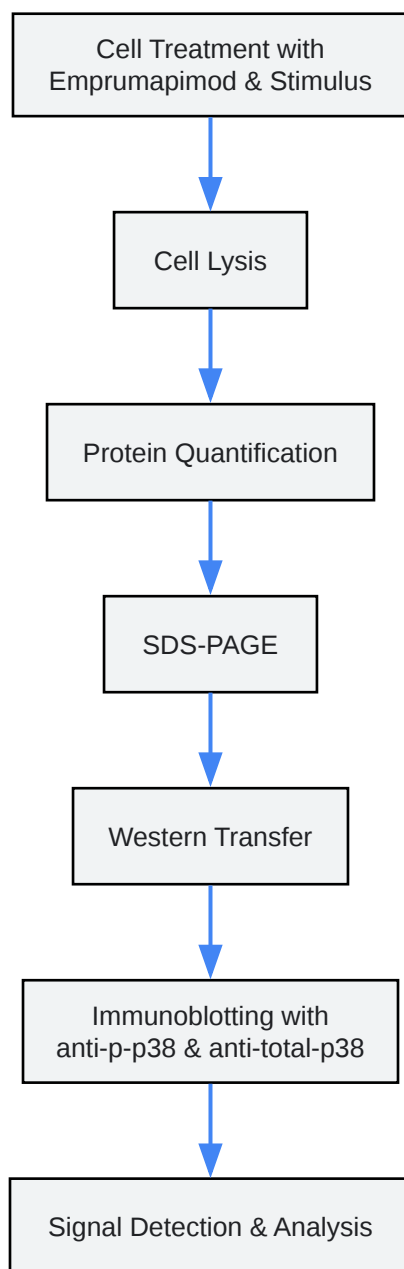 Cell Treatment with
Emprumapimod & Stimulus
Cell Lysis
Protein Quantification
SDS-PAGE
Western Transfer
Immunoblotting with
anti-p-p38 & anti-total-p38
Signal Detection & Analysis